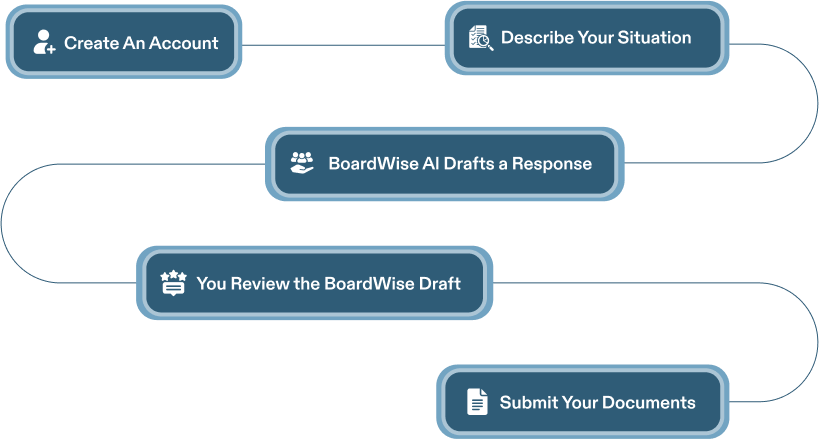 Create An Account
Describe Your Situation
BoardWise AI Drafts a Response
You Review the BoardWise Draft
Submit Your Documents